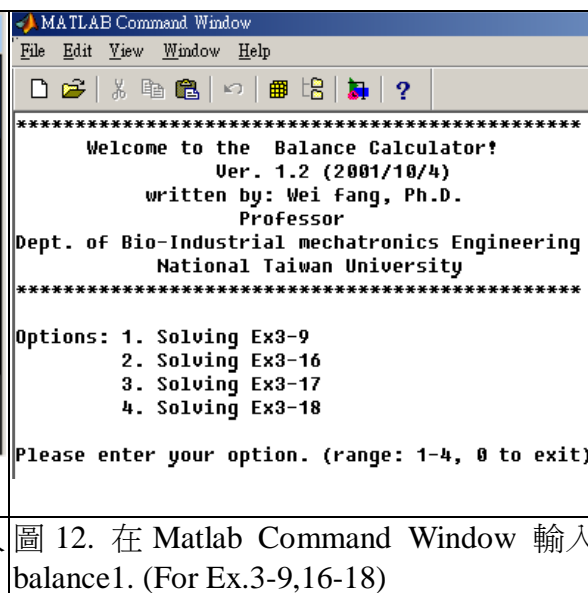 MATLAB Command Window
File Edit View Window Help
**************************************************
Welcome to the Balance Calculator!
Ver. 1.2 (2001/10/4)
written by: Wei fang, Ph.D.
Professor
Dept. of Bio-Industrial mechatronics Engineering
National Taiwan University
**************************************************
Options: 1. Solving Ex3-9
2. Solving Ex3-16
3. Solving Ex3-17
4. Solving Ex3-18
Please enter your option. (range: 1-4, 0 to exit)
圖 12. 在 Matlab Command Window 輸入
balance1. (For Ex.3-9,16-18)